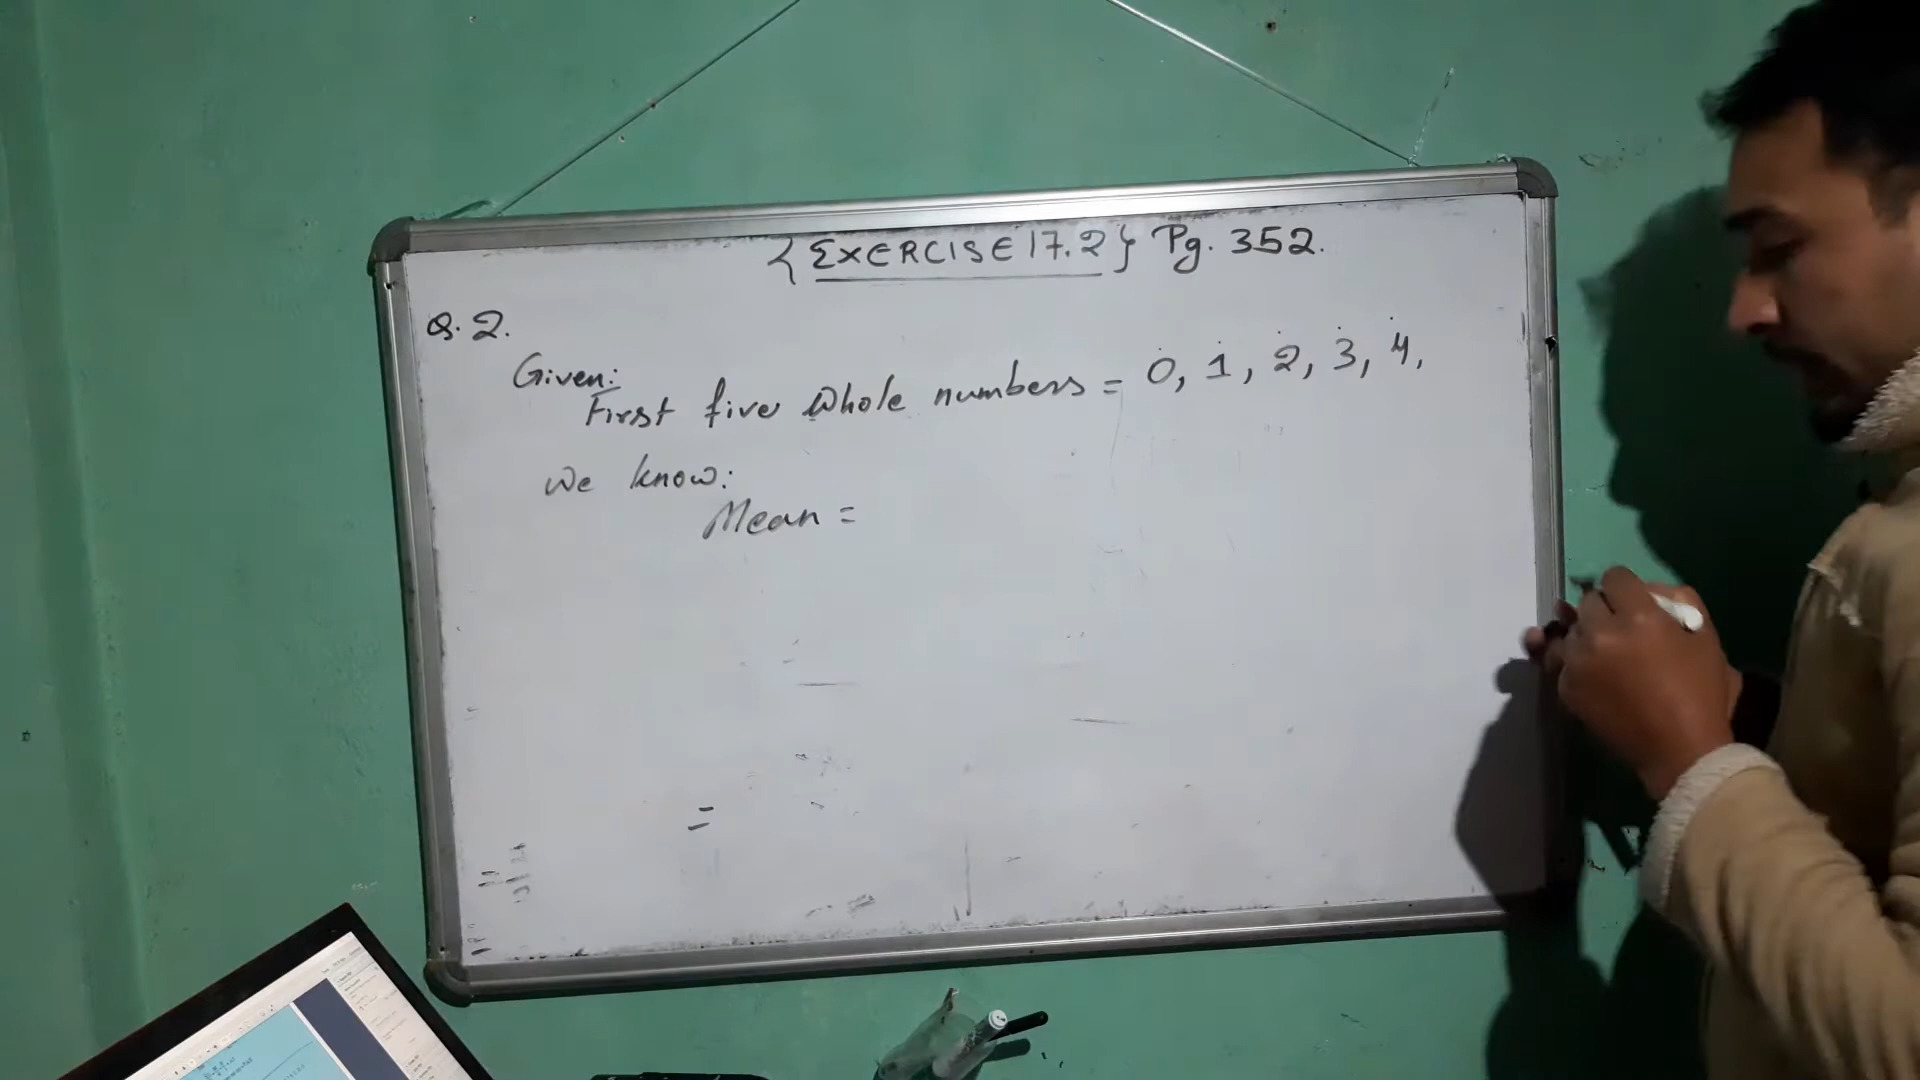 {EXERCISE 17.2} Pg. 352.
Q. 2.
Given:
First five whole numbers = 0, 1, 2, 3, 4,
we know:
Mean =
=